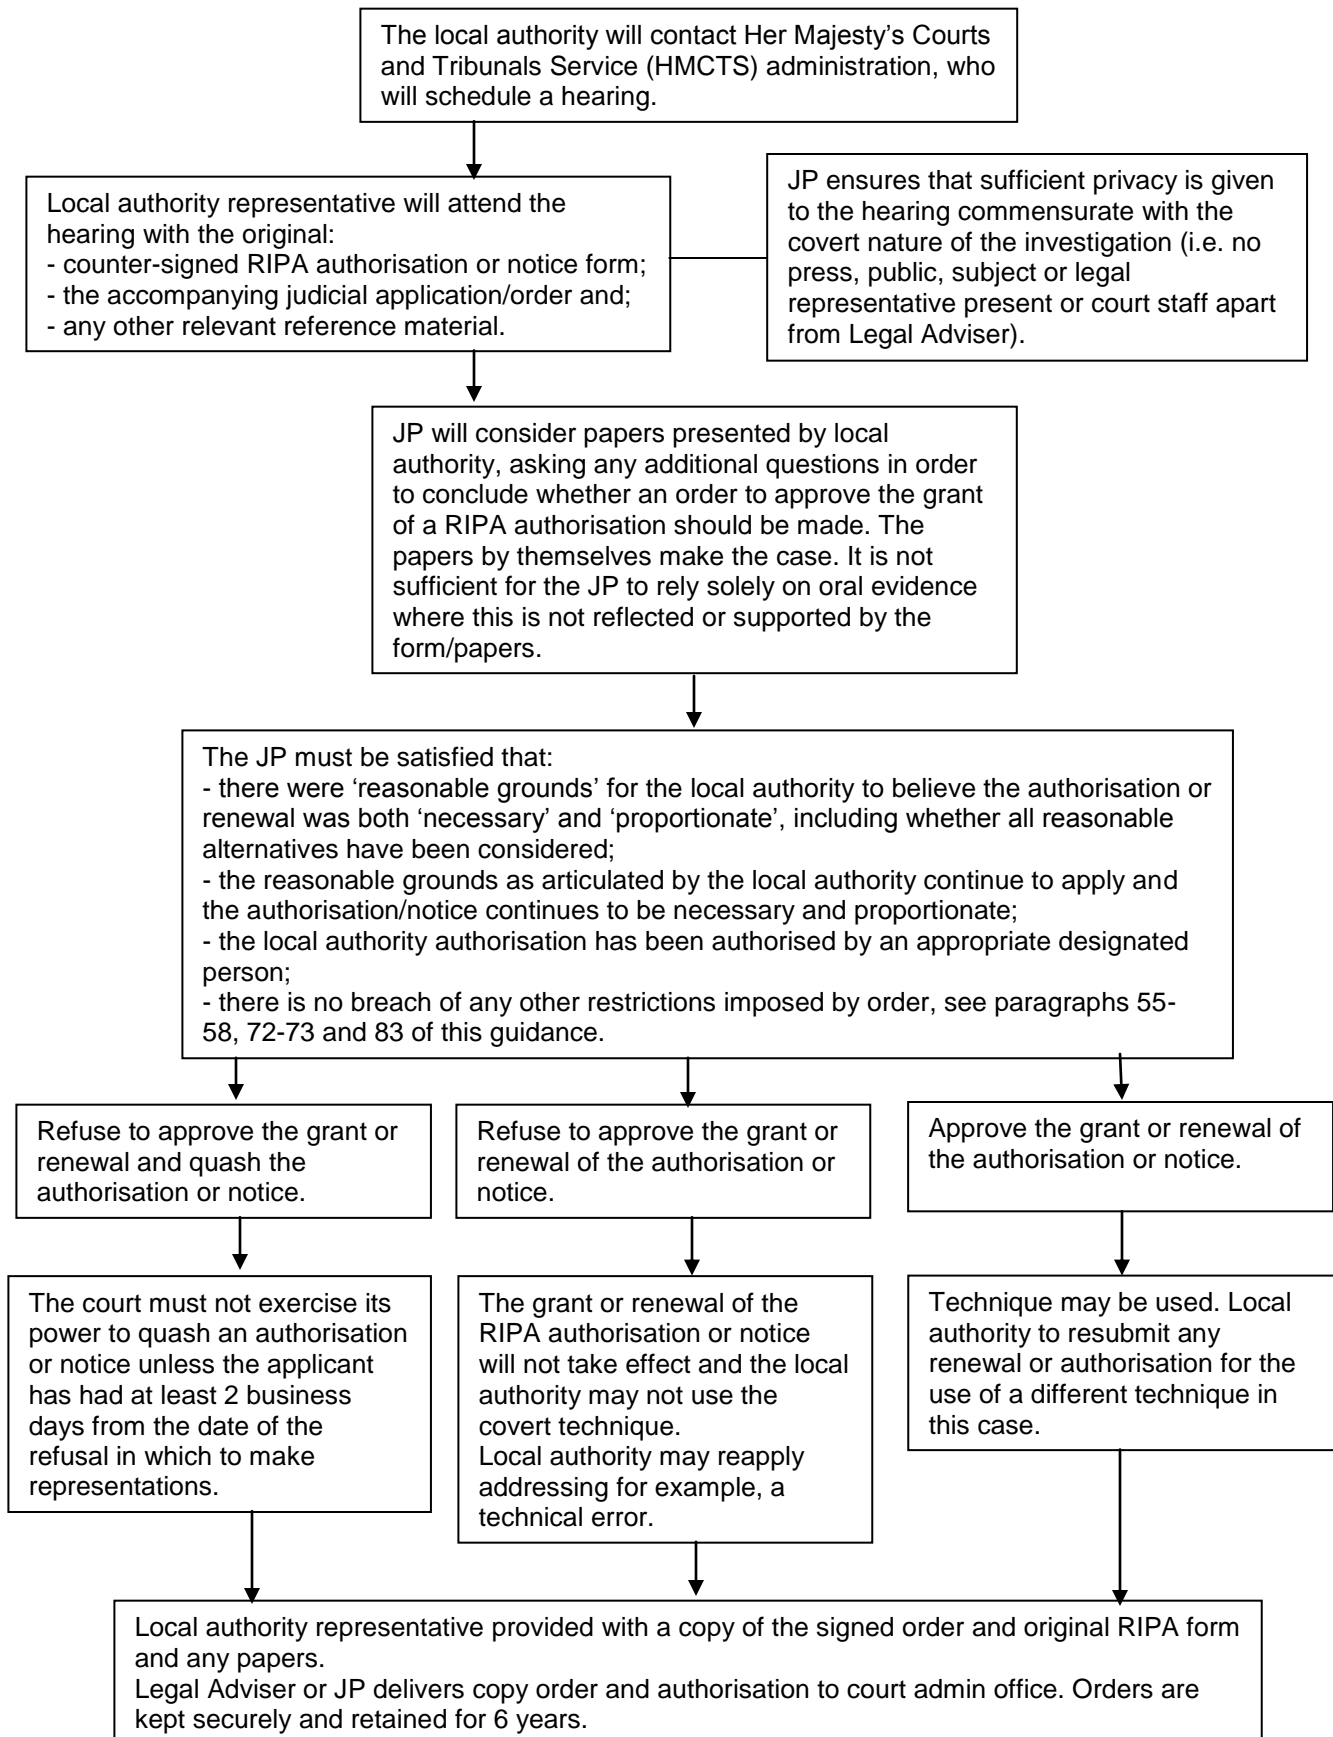 The local authority will contact Her Majesty’s Courts
and Tribunals Service (HMCTS) administration, who
will schedule a hearing.
Local authority representative will attend the
hearing with the original:
- counter-signed RIPA authorisation or notice form;
- the accompanying judicial application/order and;
- any other relevant reference material.
JP ensures that sufficient privacy is given
to the hearing commensurate with the
covert nature of the investigation (i.e. no
press, public, subject or legal
representative present or court staff apart
from Legal Adviser).
JP will consider papers presented by local
authority, asking any additional questions in order
to conclude whether an order to approve the grant
of a RIPA authorisation should be made. The
papers by themselves make the case. It is not
sufficient for the JP to rely solely on oral evidence
where this is not reflected or supported by the
form/papers.
The JP must be satisfied that:
- there were ‘reasonable grounds’ for the local authority to believe the authorisation or
renewal was both ‘necessary’ and ‘proportionate’, including whether all reasonable
alternatives have been considered;
- the reasonable grounds as articulated by the local authority continue to apply and
the authorisation/notice continues to be necessary and proportionate;
- the local authority authorisation has been authorised by an appropriate designated
person;
- there is no breach of any other restrictions imposed by order, see paragraphs 55-
58, 72-73 and 83 of this guidance.
Refuse to approve the grant or
renewal and quash the
authorisation or notice.
Refuse to approve the grant or
renewal of the authorisation or
notice.
Approve the grant or renewal of
the authorisation or notice.
The court must not exercise its
power to quash an authorisation
or notice unless the applicant
has had at least 2 business
days from the date of the
refusal in which to make
representations.
The grant or renewal of the
RIPA authorisation or notice
will not take effect and the local
authority may not use the
covert technique.
Local authority may reapply
addressing for example, a
technical error.
Technique may be used. Local
authority to resubmit any
renewal or authorisation for the
use of a different technique in
this case.
Local authority representative provided with a copy of the signed order and original RIPA form
and any papers.
Legal Adviser or JP delivers copy order and authorisation to court admin office. Orders are
kept securely and retained for 6 years.